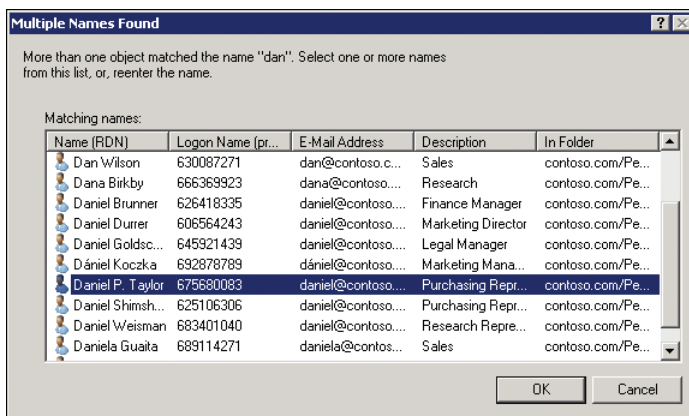 Multiple Names Found
More than one object matched the name "dan". Select one or more names
from this list, or, reenter the name.
Matching names:
Name (RDN) Logon Name (pr... E-Mail Address Description In Folder
Dan Wilson 630087271 dan@contoso.c... Sales contoso.com/Pe...
Dana Birkby 666369923 dana@contoso.... Research contoso.com/Pe...
Daniel Brunner 626418335 daniel@contoso.... Finance Manager contoso.com/Pe...
Daniel Durrer 606564243 daniel@contoso.... Marketing Director contoso.com/Pe...
Daniel Goldsc... 645921439 daniel@contoso.... Legal Manager contoso.com/Pe...
Dániel Koczka 692878789 dániel@contoso.... Marketing Mana... contoso.com/Pe...
Daniel P. Taylor 675680083 daniel@contoso.... Purchasing Repr... contoso.com/Pe...
Daniel Shimsh... 625106306 daniel@contoso.... Purchasing Repr... contoso.com/Pe...
Daniel Weisman 683401040 daniel@contoso.... Research Repre... contoso.com/Pe...
Daniela Guaita 689114271 daniela@contos... Sales contoso.com/Pe...
OK Cancel